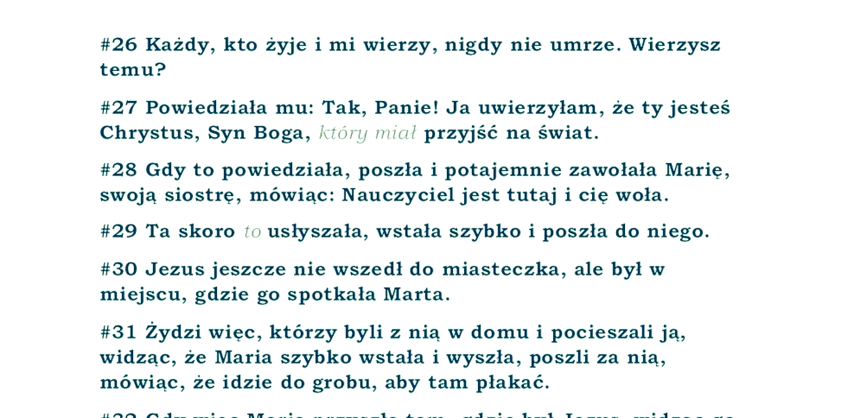 #26 Każdy, kto żyje i mi wierzy, nigdy nie umrze. Wierzysz
temu?
#27 Powiedziała mu: Tak, Panie! Ja uwierzyłam, że ty jesteś
Chrystus, Syn Boga, który miał przyjść na świat.
#28 Gdy to powiedziała, poszła i potajemnie zawołała Marię,
swoją siostrę, mówiąc: Nauczyciel jest tutaj i cię woła.
#29 Ta skoro to usłyszała, wstała szybko i poszła do niego.
#30 Jezus jeszcze nie wszedł do miasteczka, ale był w
miejscu, gdzie go spotkała Marta.
#31 Żydzi więc, którzy byli z nią w domu i pocieszali ją,
widząc, że Maria szybko wstała i wyszła, poszli za nią,
mówiąc, że idzie do grobu, aby tam płakać.